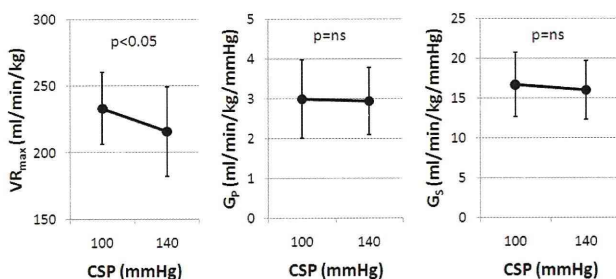 VRmax (ml/min/kg)
300
250
200
150
p<0.05
100 140
CSP (mmHg)
GP (ml/min/kg/mmHg)
5
4
3
2
1
0
p=ns
100 140
CSP (mmHg)
GS (ml/min/kg/mmHg)
25
20
15
10
5
0
p=ns
100 140
CSP (mmHg)